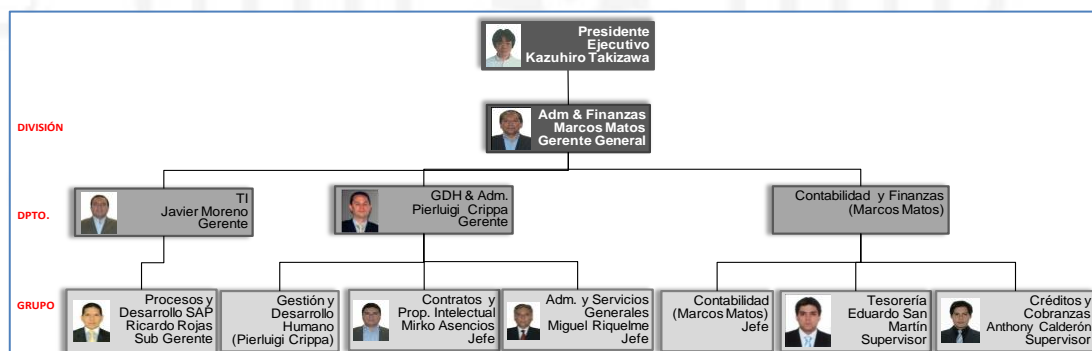 Presidente
Ejecutivo
Kazuhiro Takizawa
DIVISIÓN
Adm & Finanzas
Marcos Matos
Gerente General
DPTO.
TI
Javier Moreno
Gerente
GDH & Adm.
Pierluigi Crippa
Gerente
Contabilidad y Finanzas
(Marcos Matos)
GRUPO
Procesos y
Desarrollo SAP
Ricardo Rojas
Sub Gerente
Gestión y
Desarrollo
Humano
(Pierluigi Crippa)
Contratos y
Prop. Intelectual
Mirko Asencios
Jefe
Adm. y Servicios
Generales
Miguel Riquelme
Jefe
Contabilidad
(Marcos Matos)
Jefe
Tesorería
Eduardo San
Martín
Supervisor
Créditos y
Cobranzas
Anthony Calderón
Supervisor